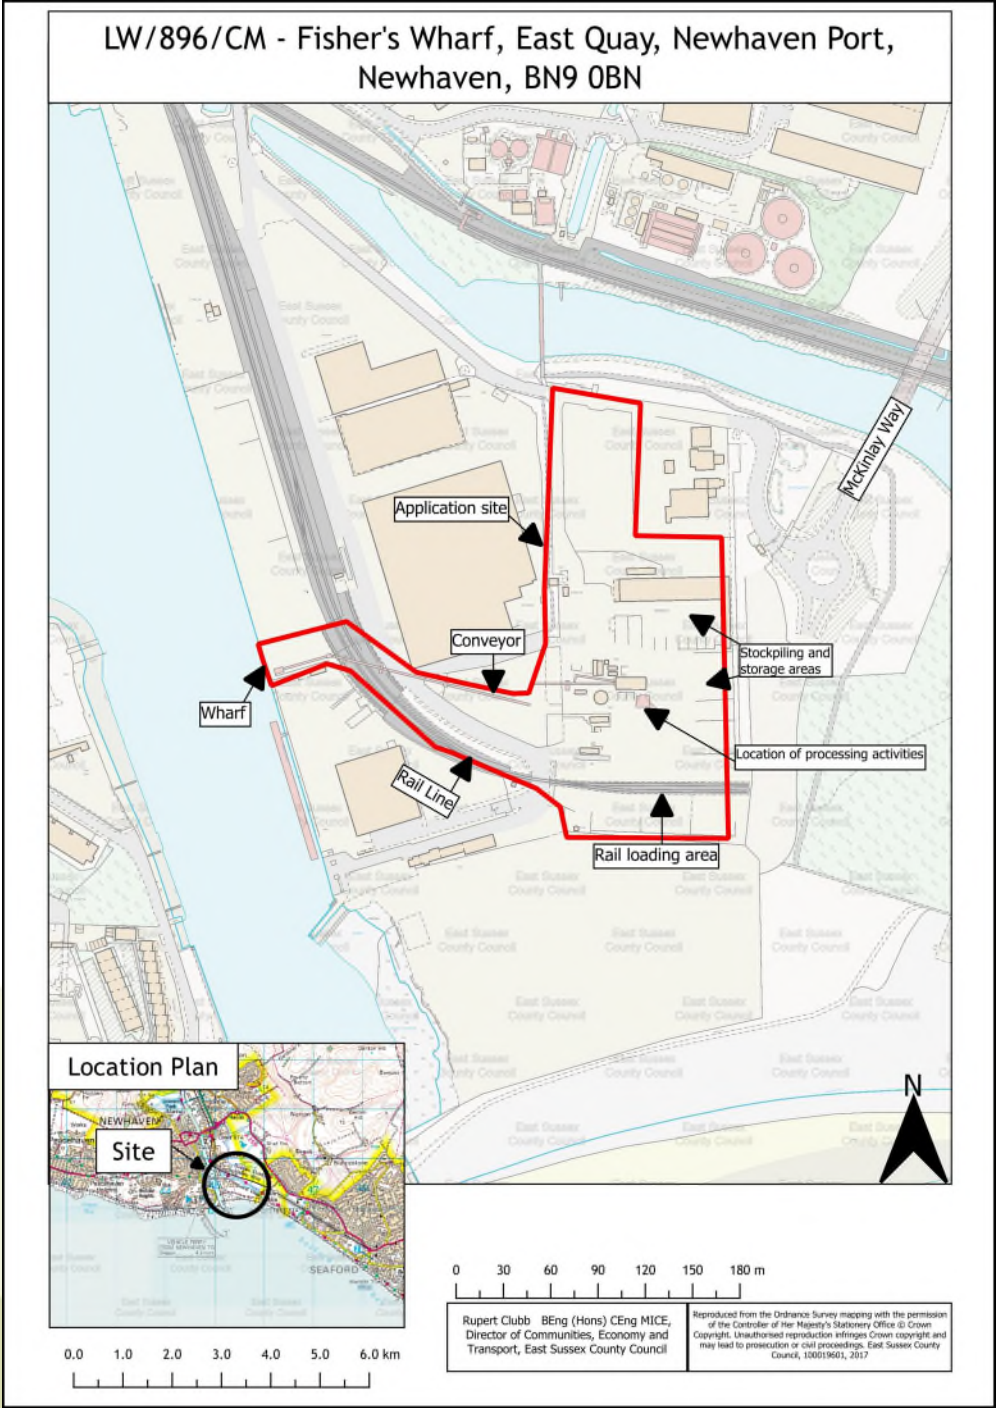 LW/896/CM - Fisher's Wharf, East Quay, Newhaven Port,
Newhaven, BN9 0BN
McKinlay Way
Application site
Conveyor
Stockpiling and
storage areas
Wharf
Location of processing activities
Rail Line
Rail loading area
East Sussex
County Council
Location Plan
NEWHAVEN
Site
SEAFORD
N
0 30 60 90 120 150 180 m
0.0 1.0 2.0 3.0 4.0 5.0 6.0 km
Rupert Clubb BEng (Hons) CEng MICE,
Director of Communities, Economy and
Transport, East Sussex County Council
Reproduced from the Ordnance Survey mapping with the permission
of the Controller of Her Majesty's Stationery Office © Crown
Copyright. Unauthorised reproduction infringes Crown copyright and
may lead to prosecution or civil proceedings. East Sussex County
Council, 100019601, 2017